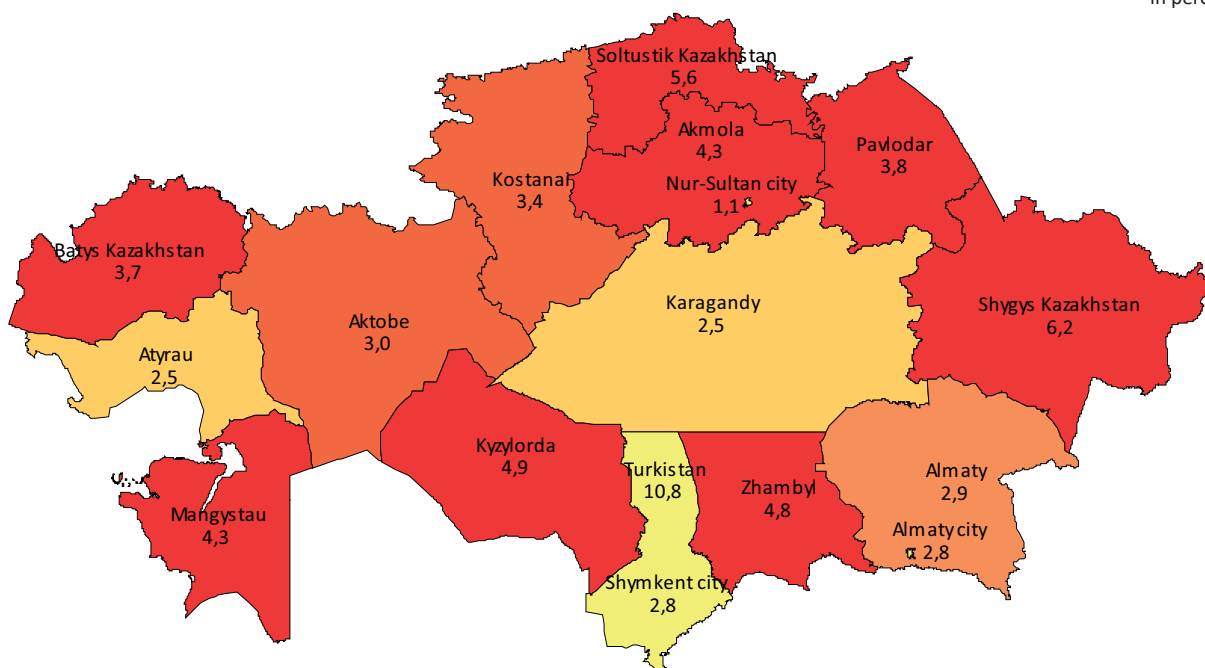 in perc
Soltustik Kazakhstan
5,6
Akmola
4,3
Pavlodar
3,8
Kostanai
3,4
Nur-Sultan city
1,1
Batys Kazakhstan
3,7
Karagandy
2,5
Shygys Kazakhstan
6,2
Aktobe
3,0
Atyrau
2,5
Kyzylorda
4,9
Turkistan
10,8
Zhambyl
4,8
Almaty
2,9
Mangystau
4,3
Almaty city
2,8
Shymkent city
2,8